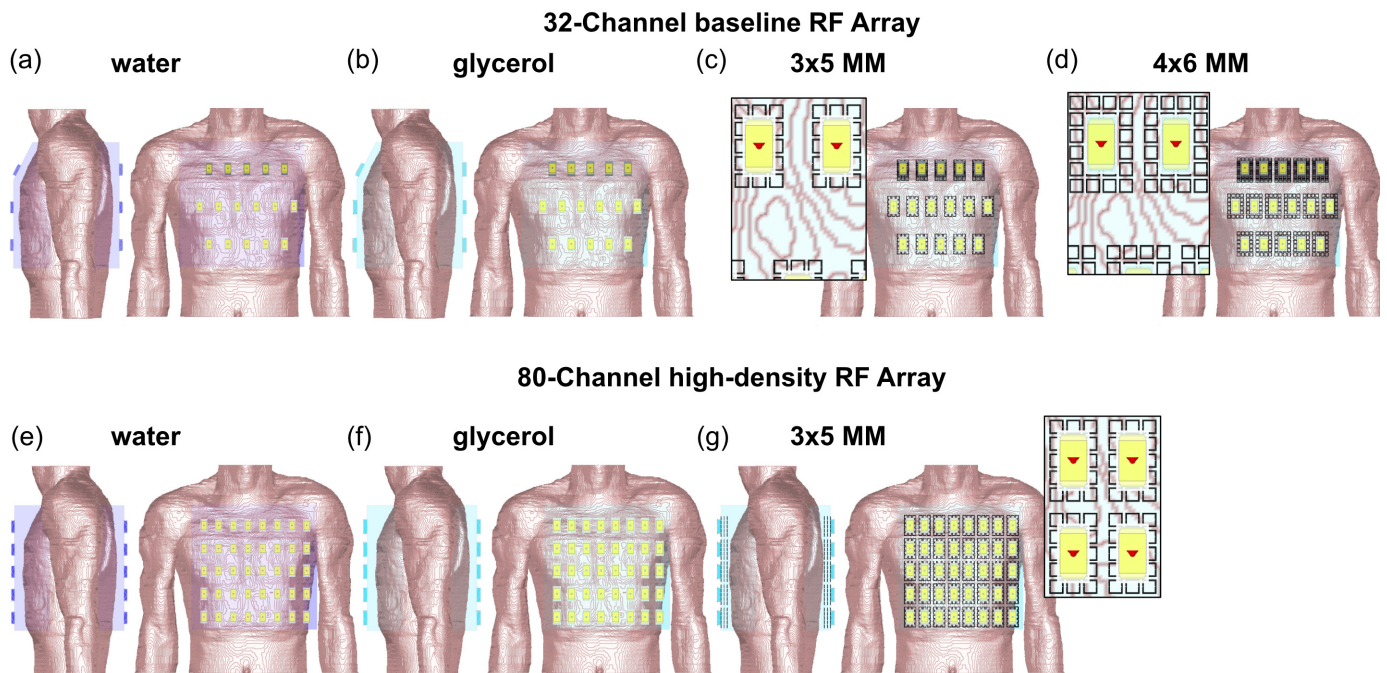 32-Channel baseline RF Array
(a) water (b) glycerol (c) 3x5 MM (d) 4x6 MM
80-Channel high-density RF Array
(e) water (f) glycerol (g) 3x5 MM